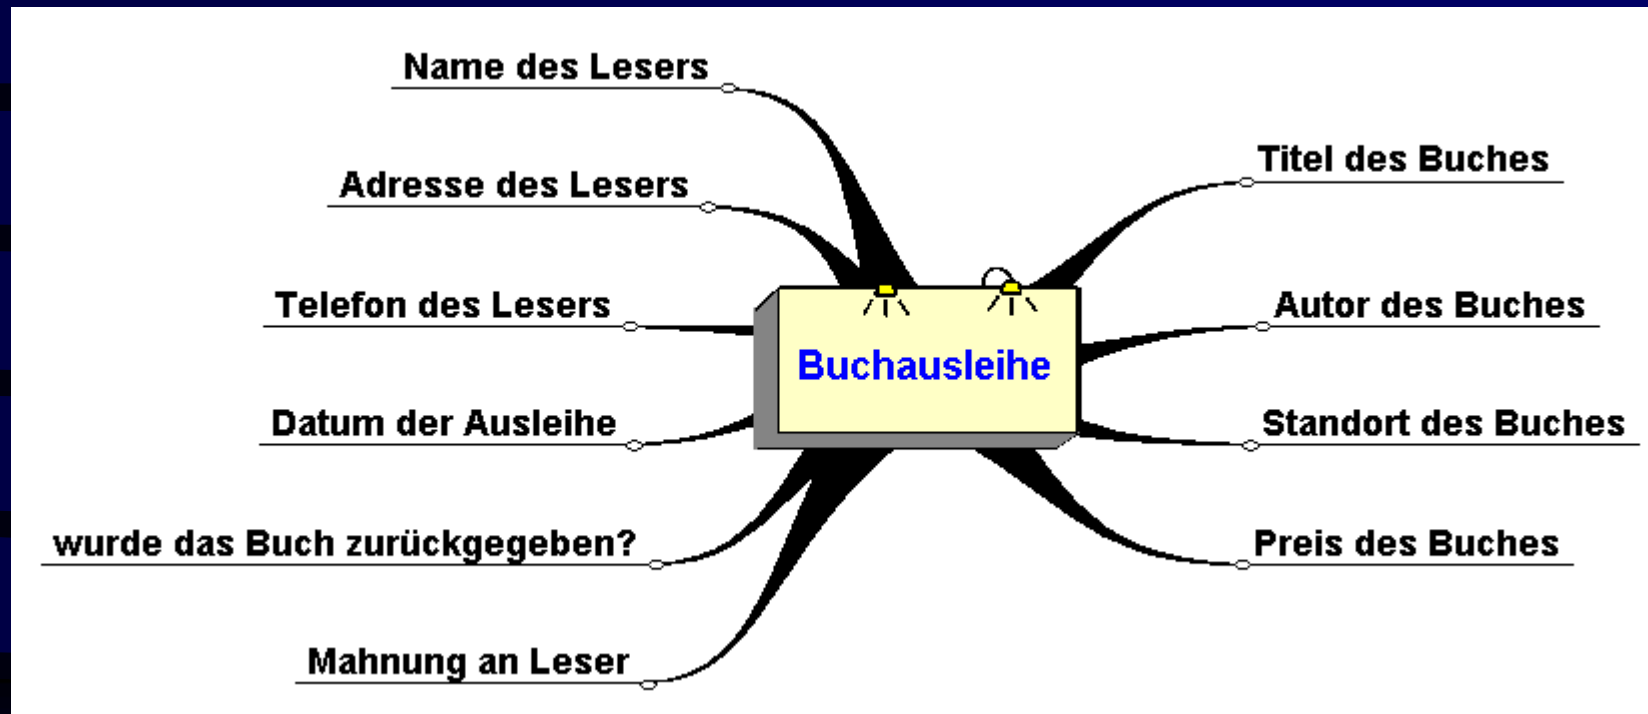 Name des Lesers
Adresse des Lesers
Telefon des Lesers
Datum der Ausleihe
wurde das Buch zurückgegeben?
Mahnung an Leser
Buchausleihe
Titel des Buches
Autor des Buches
Standort des Buches
Preis des Buches